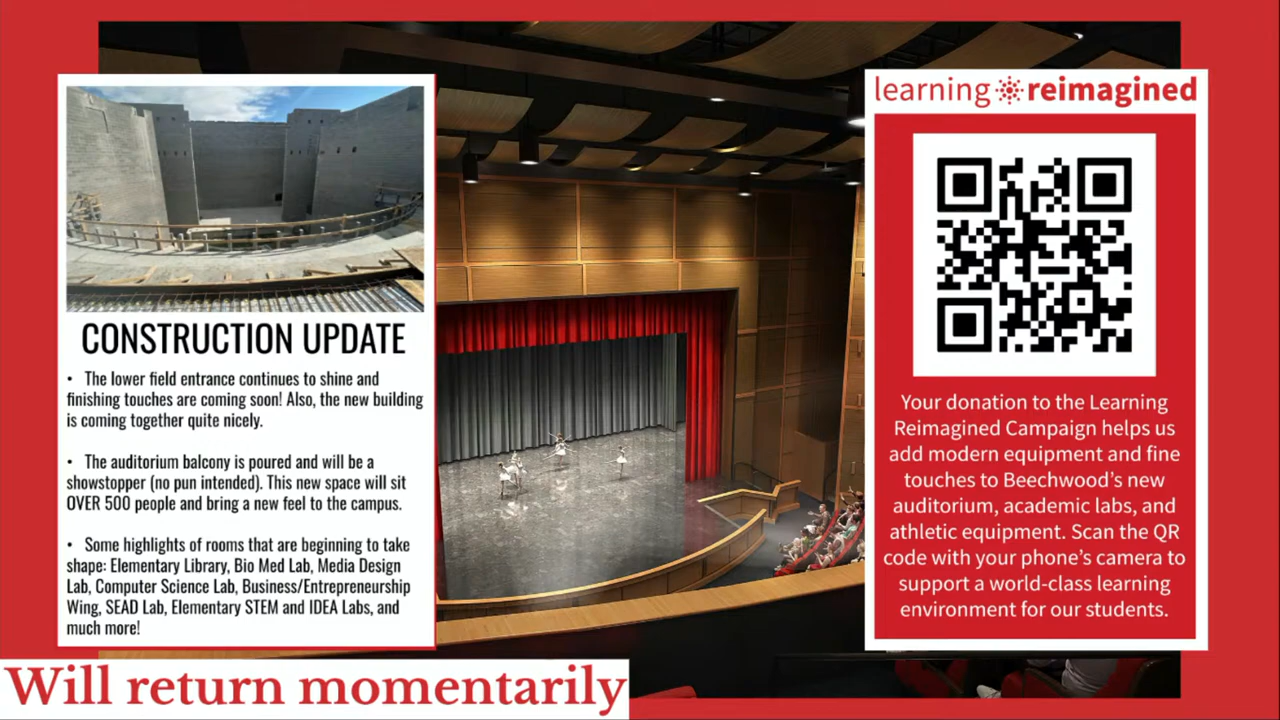 CONSTRUCTION UPDATE
• The lower field entrance continues to shine and
finishing touches are coming soon! Also, the new building
is coming together quite nicely.
• The auditorium balcony is poured and will be a
showstopper (no pun intended). This new space will sit
OVER 500 people and bring a new feel to the campus.
• Some highlights of rooms that are beginning to take
shape: Elementary Library, Bio Med Lab, Media Design
Lab, Computer Science Lab, Business/Entrepreneurship
Wing, SEAD Lab, Elementary STEM and IDEA Labs, and
much more!
learning reimagined
Your donation to the Learning
Reimagined Campaign helps us
add modern equipment and fine
touches to Beechwood's new
auditorium, academic labs, and
athletic equipment. Scan the QR
code with your phone's camera to
support a world-class learning
environment for our students.
Will return momentarily